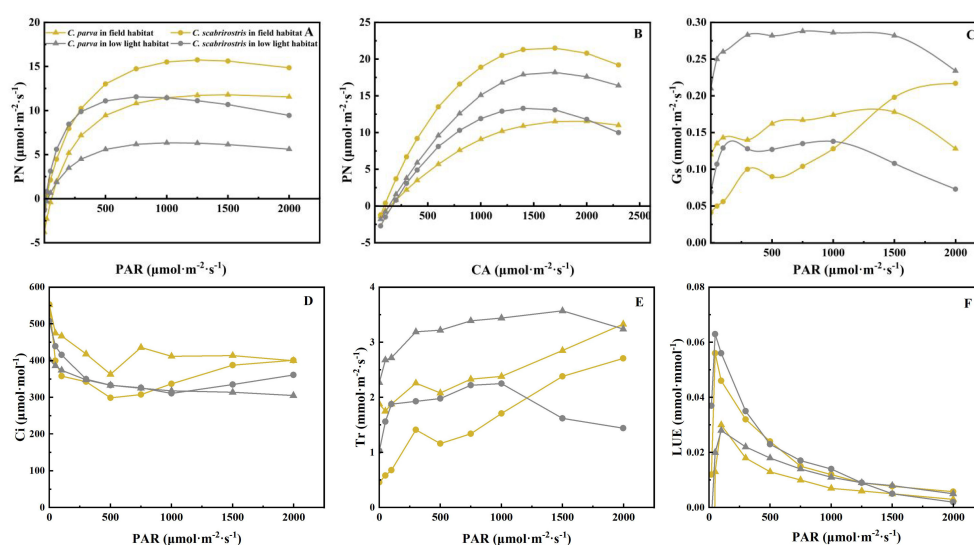 C. parva in field habitat
C. scabrirostris in field habitat
C. parva in low light habitat
C. scabrirostris in low light habitat
A
20
15
10
5
0
-5
PN (μmol·m-2·s-1)
0 500 1000 1500 2000
PAR (μmol·m-2·s-1)
B
25
20
15
10
5
0
-5
PN (μmol·m-2·s-1)
0 500 1000 1500 2000 2500
CA (μmol·m-2·s-1)
C
0.30
0.25
0.20
0.15
0.10
0.05
0.00
Gs (mmol·m-2·s-1)
0 500 1000 1500 2000
PAR (μmol·m-2·s-1)
D
600
500
400
300
200
100
0
Ci (μmol·mol-1)
0 500 1000 1500 2000
PAR (μmol·m-2·s-1)
E
4
3
2
1
0
Tr (mmol·m-2·s-1)
0 500 1000 1500 2000
PAR (μmol·m-2·s-1)
F
0.08
0.06
0.04
0.02
0.00
LUE (mmol·mmol-1)
0 500 1000 1500 2000
PAR (μmol·m-2·s-1)